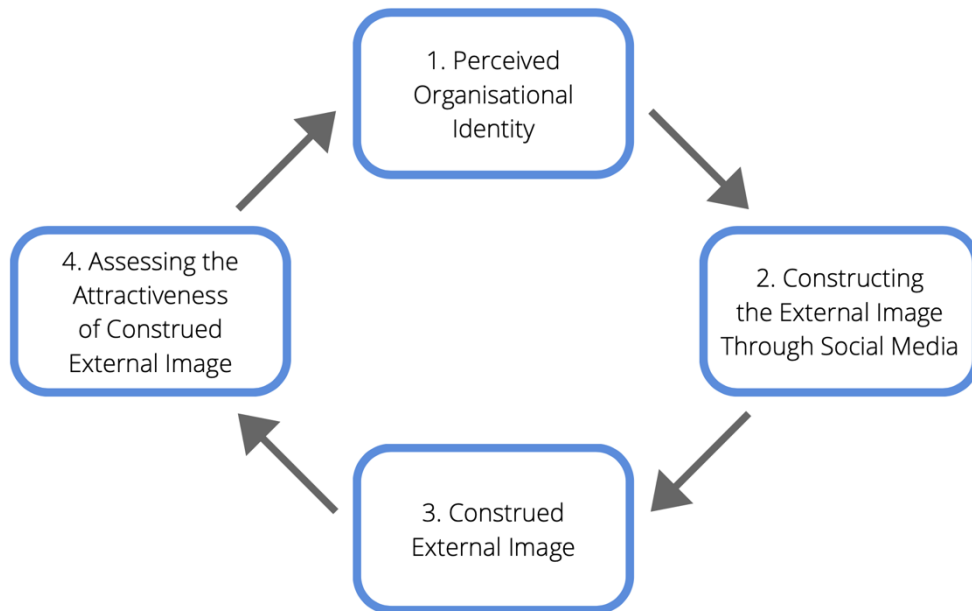 1. Perceived
Organisational
Identity
2. Constructing
the External Image
Through Social Media
3. Construed
External Image
4. Assessing the
Attractiveness
of Construed
External Image